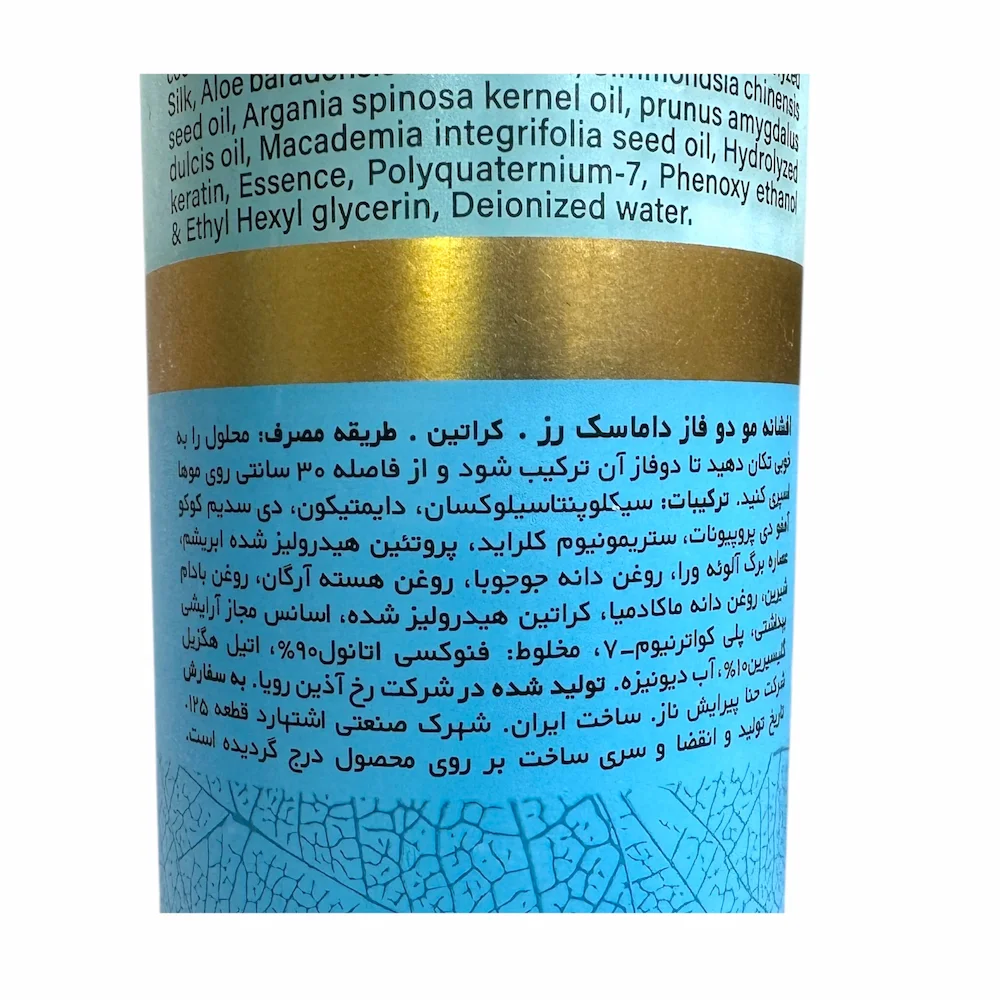 Silk, Aloe Simmondsia chinensis
seed oil, Argania spinosa kernel oil, prunus amygdalus
dulcis oil, Macademia integrifolia seed oil, Hydrolyzed
keratin, Essence, Polyquaternium-7, Phenoxy ethanol
& Ethyl Hexyl glycerin, Deionized water.
افشانه مو دو فاز داماسک رز . کراتین . طریقه مصرف: محلول را به
خوبی تکان دهید تا دوفاز آن ترکیب شود و از فاصله ۳۰ سانتی روی موها
اسپری کنید. ترکیبات: سیکلوپنتاسیلوکسان، دایمتیکون، دی سدیم کوکو
آمفو دی پروپیونات، ستریمونیوم کلراید، پروتئین هیدرولیز شده ابریشم،
عصاره برگ آلوئه ورا، روغن دانه جوجوبا، روغن هسته آرگان، روغن بادام
شیرین، روغن دانه ماکادمیا، کراتین هیدرولیز شده، اسانس مجاز آرایشی
بهداشتی، پلی کواترنیوم-۷، مخلوط: فنوکسی اتانول۹۰%، اتیل هگزیل
گلیسیرین۱۰%، آب دیونیزه. تولید شده در شرکت رخ آذین رویا. به سفارش
شرکت حنا پیرایش ناز. ساخت ایران. شهرک صنعتی اشتهارد قطعه ۱۲۵.
تاریخ تولید و انقضا و سری ساخت بر روی محصول درج گردیده است.